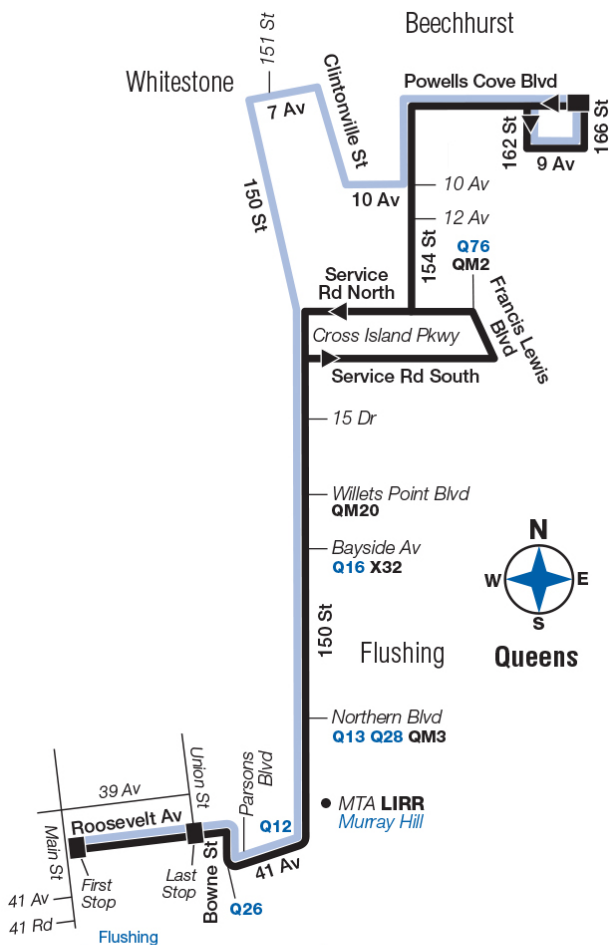 Beechhurst
151 St
Whitestone
Clintonville St
Powells Cove Blvd
7 Av
162 St
166 St
9 Av
150 St
10 Av
10 Av
12 Av
154 St
Q76
QM2
Service
Rd North
Francis Lewis
Blvd
Cross Island Pkwy
Service Rd South
15 Dr
Willets Point Blvd
QM20
Bayside Av
Q16 X32
N
W
E
S
150 St
Flushing
Queens
Northern Blvd
Q13 Q28 QM3
Union St
Parsons
Blvd
39 Av
MTA LIRR
Murray Hill
Roosevelt Av
Q12
Main St
Bowne St
41 Av
First
Stop
Last
Stop
41 Av
Q26
41 Rd
Flushing